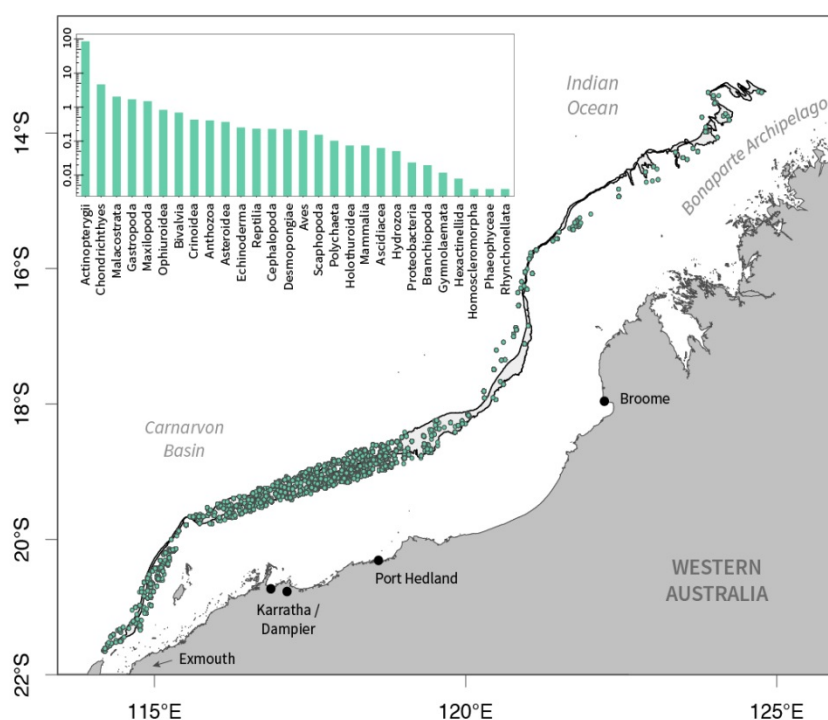 100
10
1
0.1
0.01
Actinopterygii
Chondrichthyes
Malacostrata
Gastropoda
Maxilopoda
Ophiuroidea
Bivalvia
Crinoidea
Anthozoa
Asteroidea
Echinoderma
Reptilia
Cephalopoda
Desmopongiae
Aves
Scaphopoda
Polychaeta
Holothuroidea
Mammalia
Ascidiacea
Hydrozoa
Proteobacteria
Branchiopoda
Gymnolaemata
Hexactinellida
Homoscleromorpha
Phaeophyceae
Rhynchonellata
Indian
Ocean
Bonaparte Archipelago
14°S
16°S
18°S
20°S
22°S
Carnarvon
Basin
Broome
Port Hedland
Karratha /
Dampier
Exmouth
WESTERN
AUSTRALIA
115°E
120°E
125°E